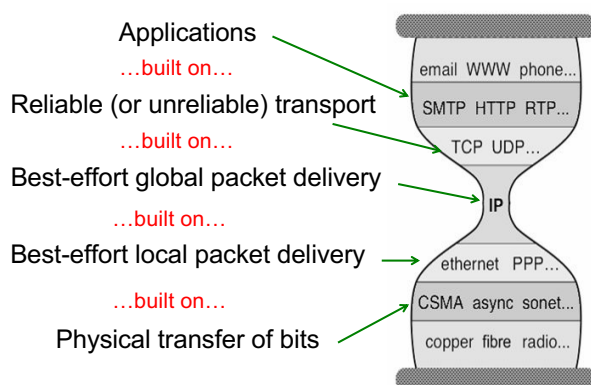 Applications
…built on…
Reliable (or unreliable) transport
…built on…
Best-effort global packet delivery
…built on…
Best-effort local packet delivery
…built on…
Physical transfer of bits
email WWW phone...
SMTP HTTP RTP...
TCP UDP…
IP
ethernet PPP…
CSMA async sonet...
copper fibre radio...